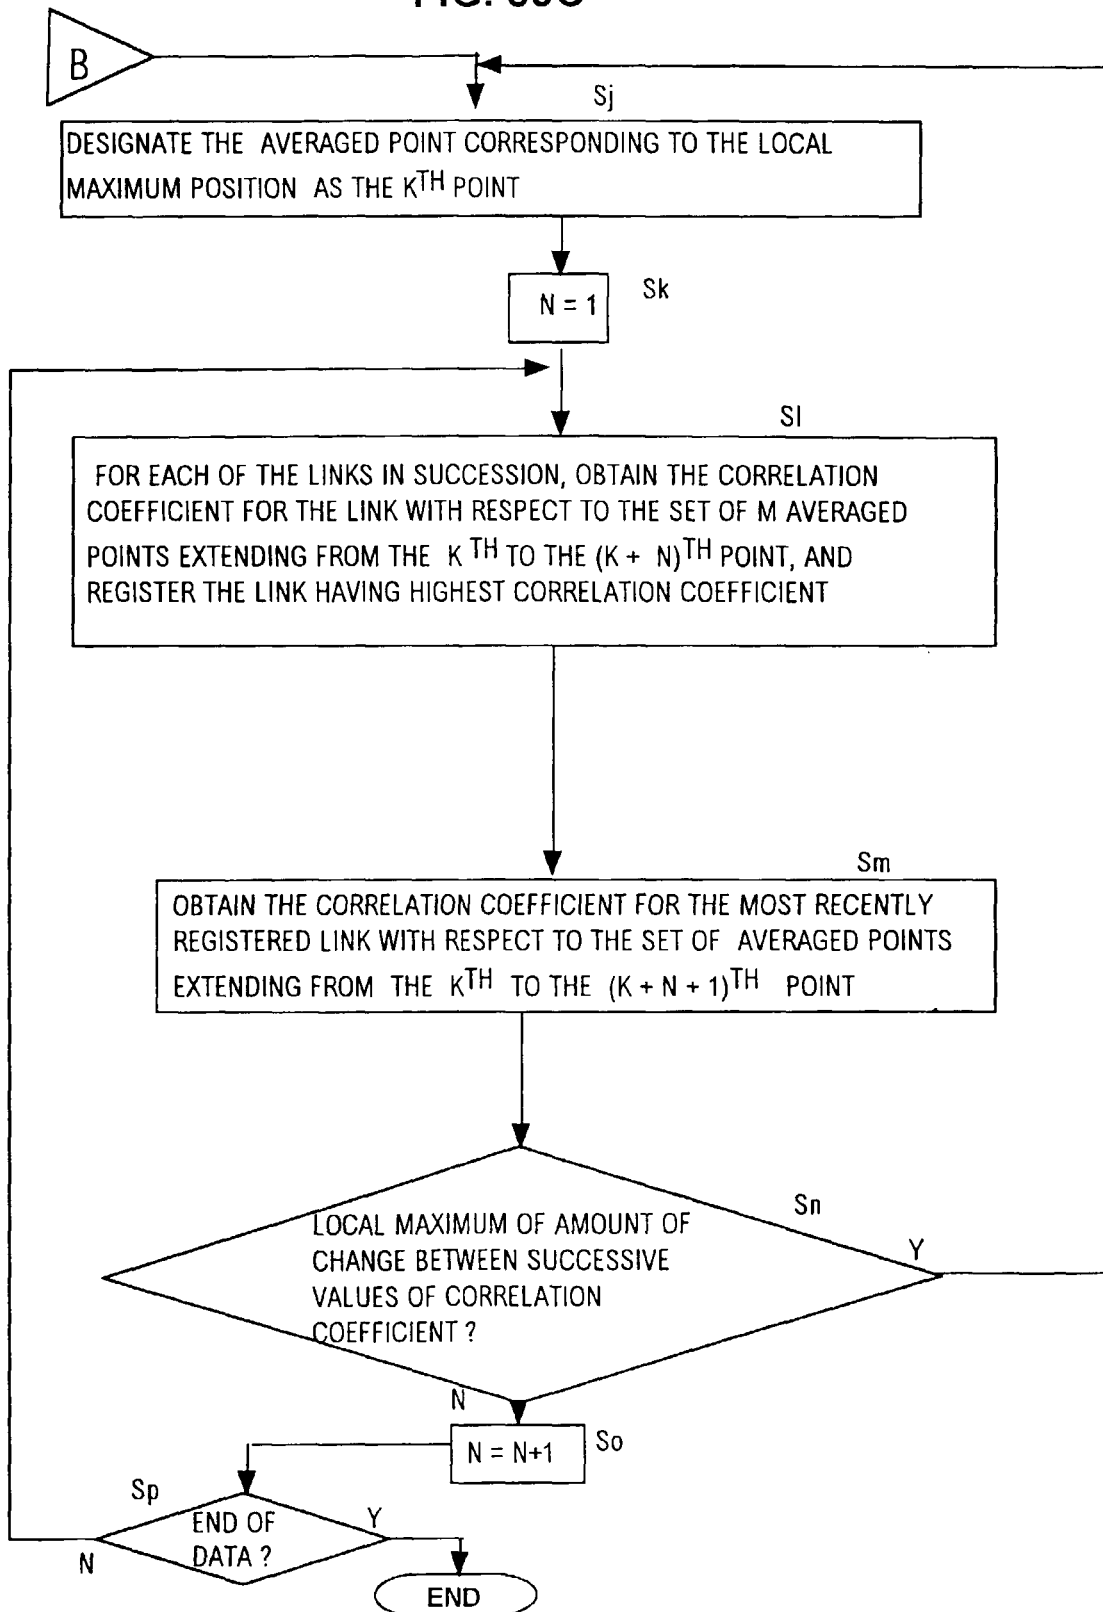 B
Sj
DESIGNATE THE AVERAGED POINT CORRESPONDING TO THE LOCAL
MAXIMUM POSITION AS THE KTH POINT
Sk
N = 1
Sl
FOR EACH OF THE LINKS IN SUCCESSION, OBTAIN THE CORRELATION
COEFFICIENT FOR THE LINK WITH RESPECT TO THE SET OF M AVERAGED
POINTS EXTENDING FROM THE K TH TO THE (K + N)TH POINT, AND
REGISTER THE LINK HAVING HIGHEST CORRELATION COEFFICIENT
Sm
OBTAIN THE CORRELATION COEFFICIENT FOR THE MOST RECENTLY
REGISTERED LINK WITH RESPECT TO THE SET OF AVERAGED POINTS
EXTENDING FROM THE KTH TO THE (K + N + 1)TH POINT
Sn
LOCAL MAXIMUM OF AMOUNT OF
CHANGE BETWEEN SUCCESSIVE
VALUES OF CORRELATION
COEFFICIENT ?
Y
N
N = N+1
So
Sp
END OF
DATA ?
Y
N
END